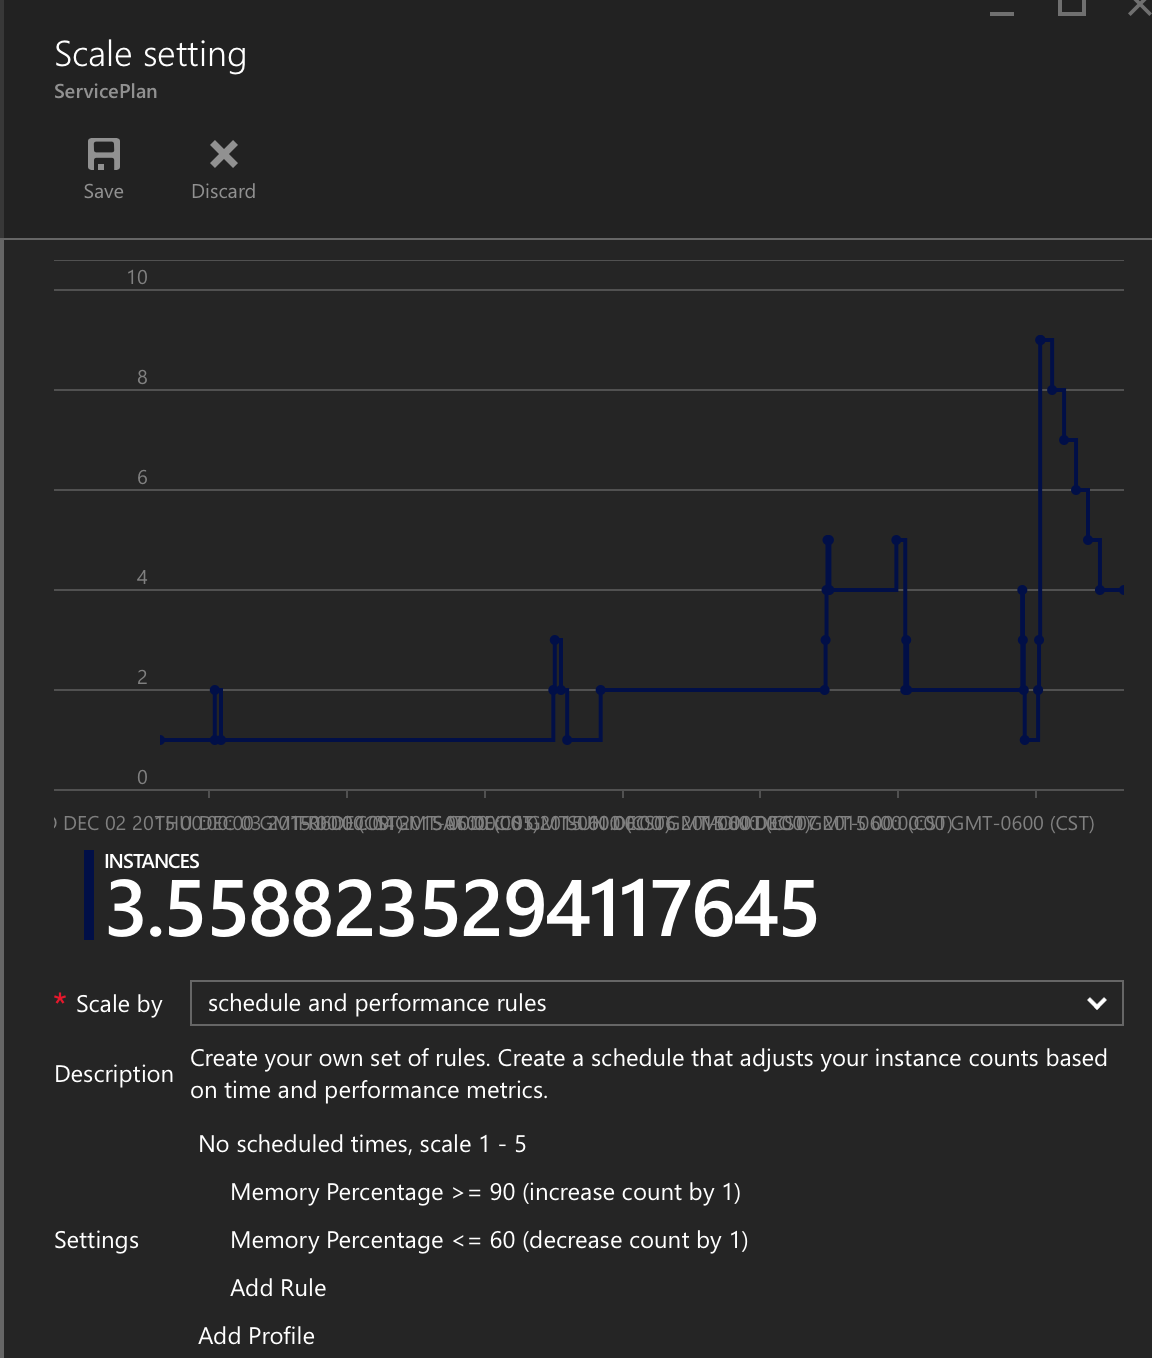 Scale setting
ServicePlan
Save
Discard
10
8
6
4
2
0
DEC 02
GMT-0600 (CST)
INSTANCES
3.5588235294117645
* Scale by
schedule and performance rules
Description
Create your own set of rules. Create a schedule that adjusts your instance counts based
on time and performance metrics.
No scheduled times, scale 1 - 5
Memory Percentage >= 90 (increase count by 1)
Settings
Memory Percentage <= 60 (decrease count by 1)
Add Rule
Add Profile